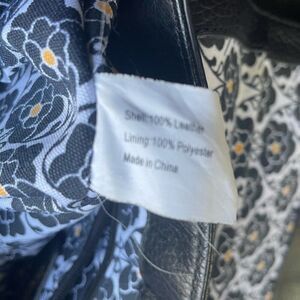 Shell:100% Leather
Lining:100% Polyester
Made in China